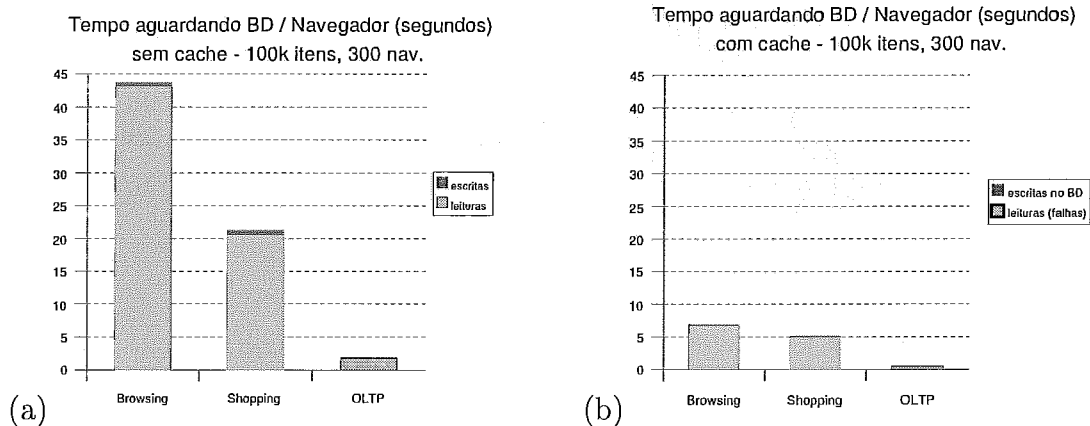 Tempo aguardando BD / Navegador (segundos)
sem cache - 100k itens, 300 nav.
45
40
35
30
25
20
15
10
5
0
Browsing
Shopping
OLTP
escritas
leituras
(a)
Tempo aguardando BD / Navegador (segundos)
com cache - 100k itens, 300 nav.
45
40
35
30
25
20
15
10
5
0
Browsing
Shopping
OLTP
escritas no BD
leituras (falhas)
(b)